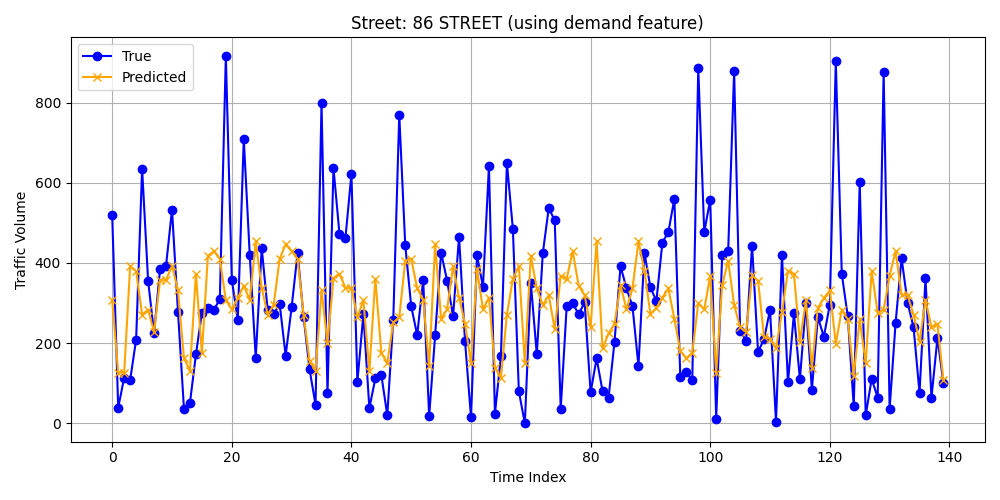 Street: 86 STREET (using demand feature)
True
Predicted
Traffic Volume
800
600
400
200
0
0 20 40 60 80 100 120 140
Time Index